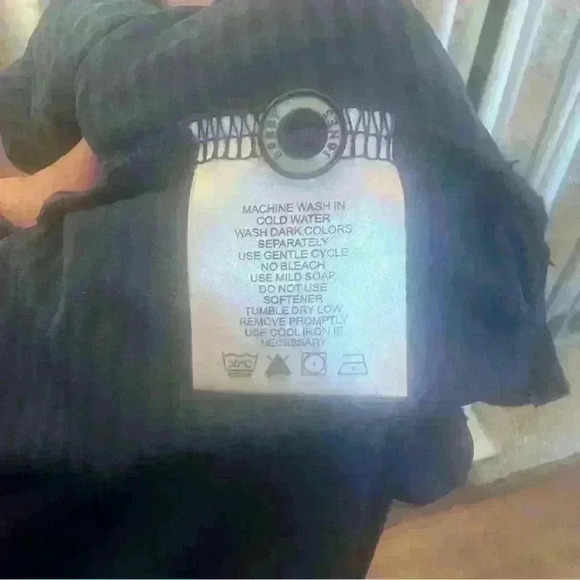 MACHINE WASH IN
COLD WATER
WASH DARK COLORS
SEPARATELY
USE GENTLE CYCLE
NO BLEACH
USE MILD SOAP
DO NOT USE
SOFTENER
TUMBLE DRY LOW
REMOVE PROMPTLY
USE COOL IRON IF
NECESSARY
30°C